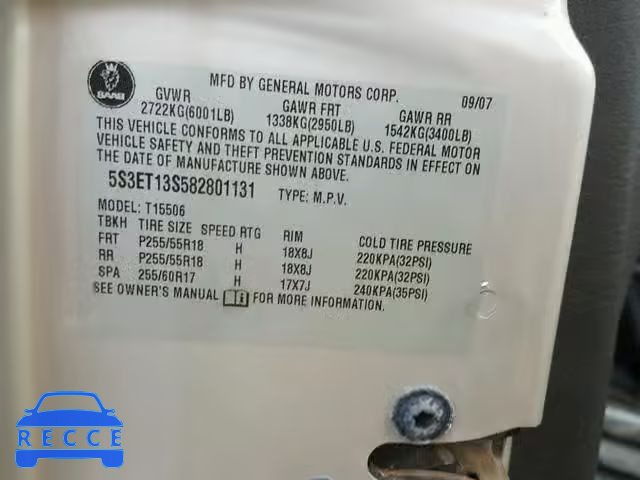 SAAB
MFD BY GENERAL MOTORS CORP. 09/07
GVWR GAWR FRT GAWR RR
2722KG(6001LB) 1338KG(2950LB) 1542KG(3400LB)
THIS VEHICLE CONFORMS TO ALL APPLICABLE U.S. FEDERAL MOTOR
VEHICLE SAFETY AND THEFT PREVENTION STANDARDS IN EFFECT ON
THE DATE OF MANUFACTURE SHOWN ABOVE.
5S3ET13S582801131 TYPE: M.P.V.
MODEL: T15506
TBKH TIRE SIZE SPEED RTG RIM COLD TIRE PRESSURE
FRT P255/55R18 H 18X8J 220KPA(32PSI)
RR P255/55R18 H 18X8J 220KPA(32PSI)
SPA 255/60R17 H 17X7J 240KPA(35PSI)
SEE OWNER'S MANUAL FOR MORE INFORMATION.
RECCE